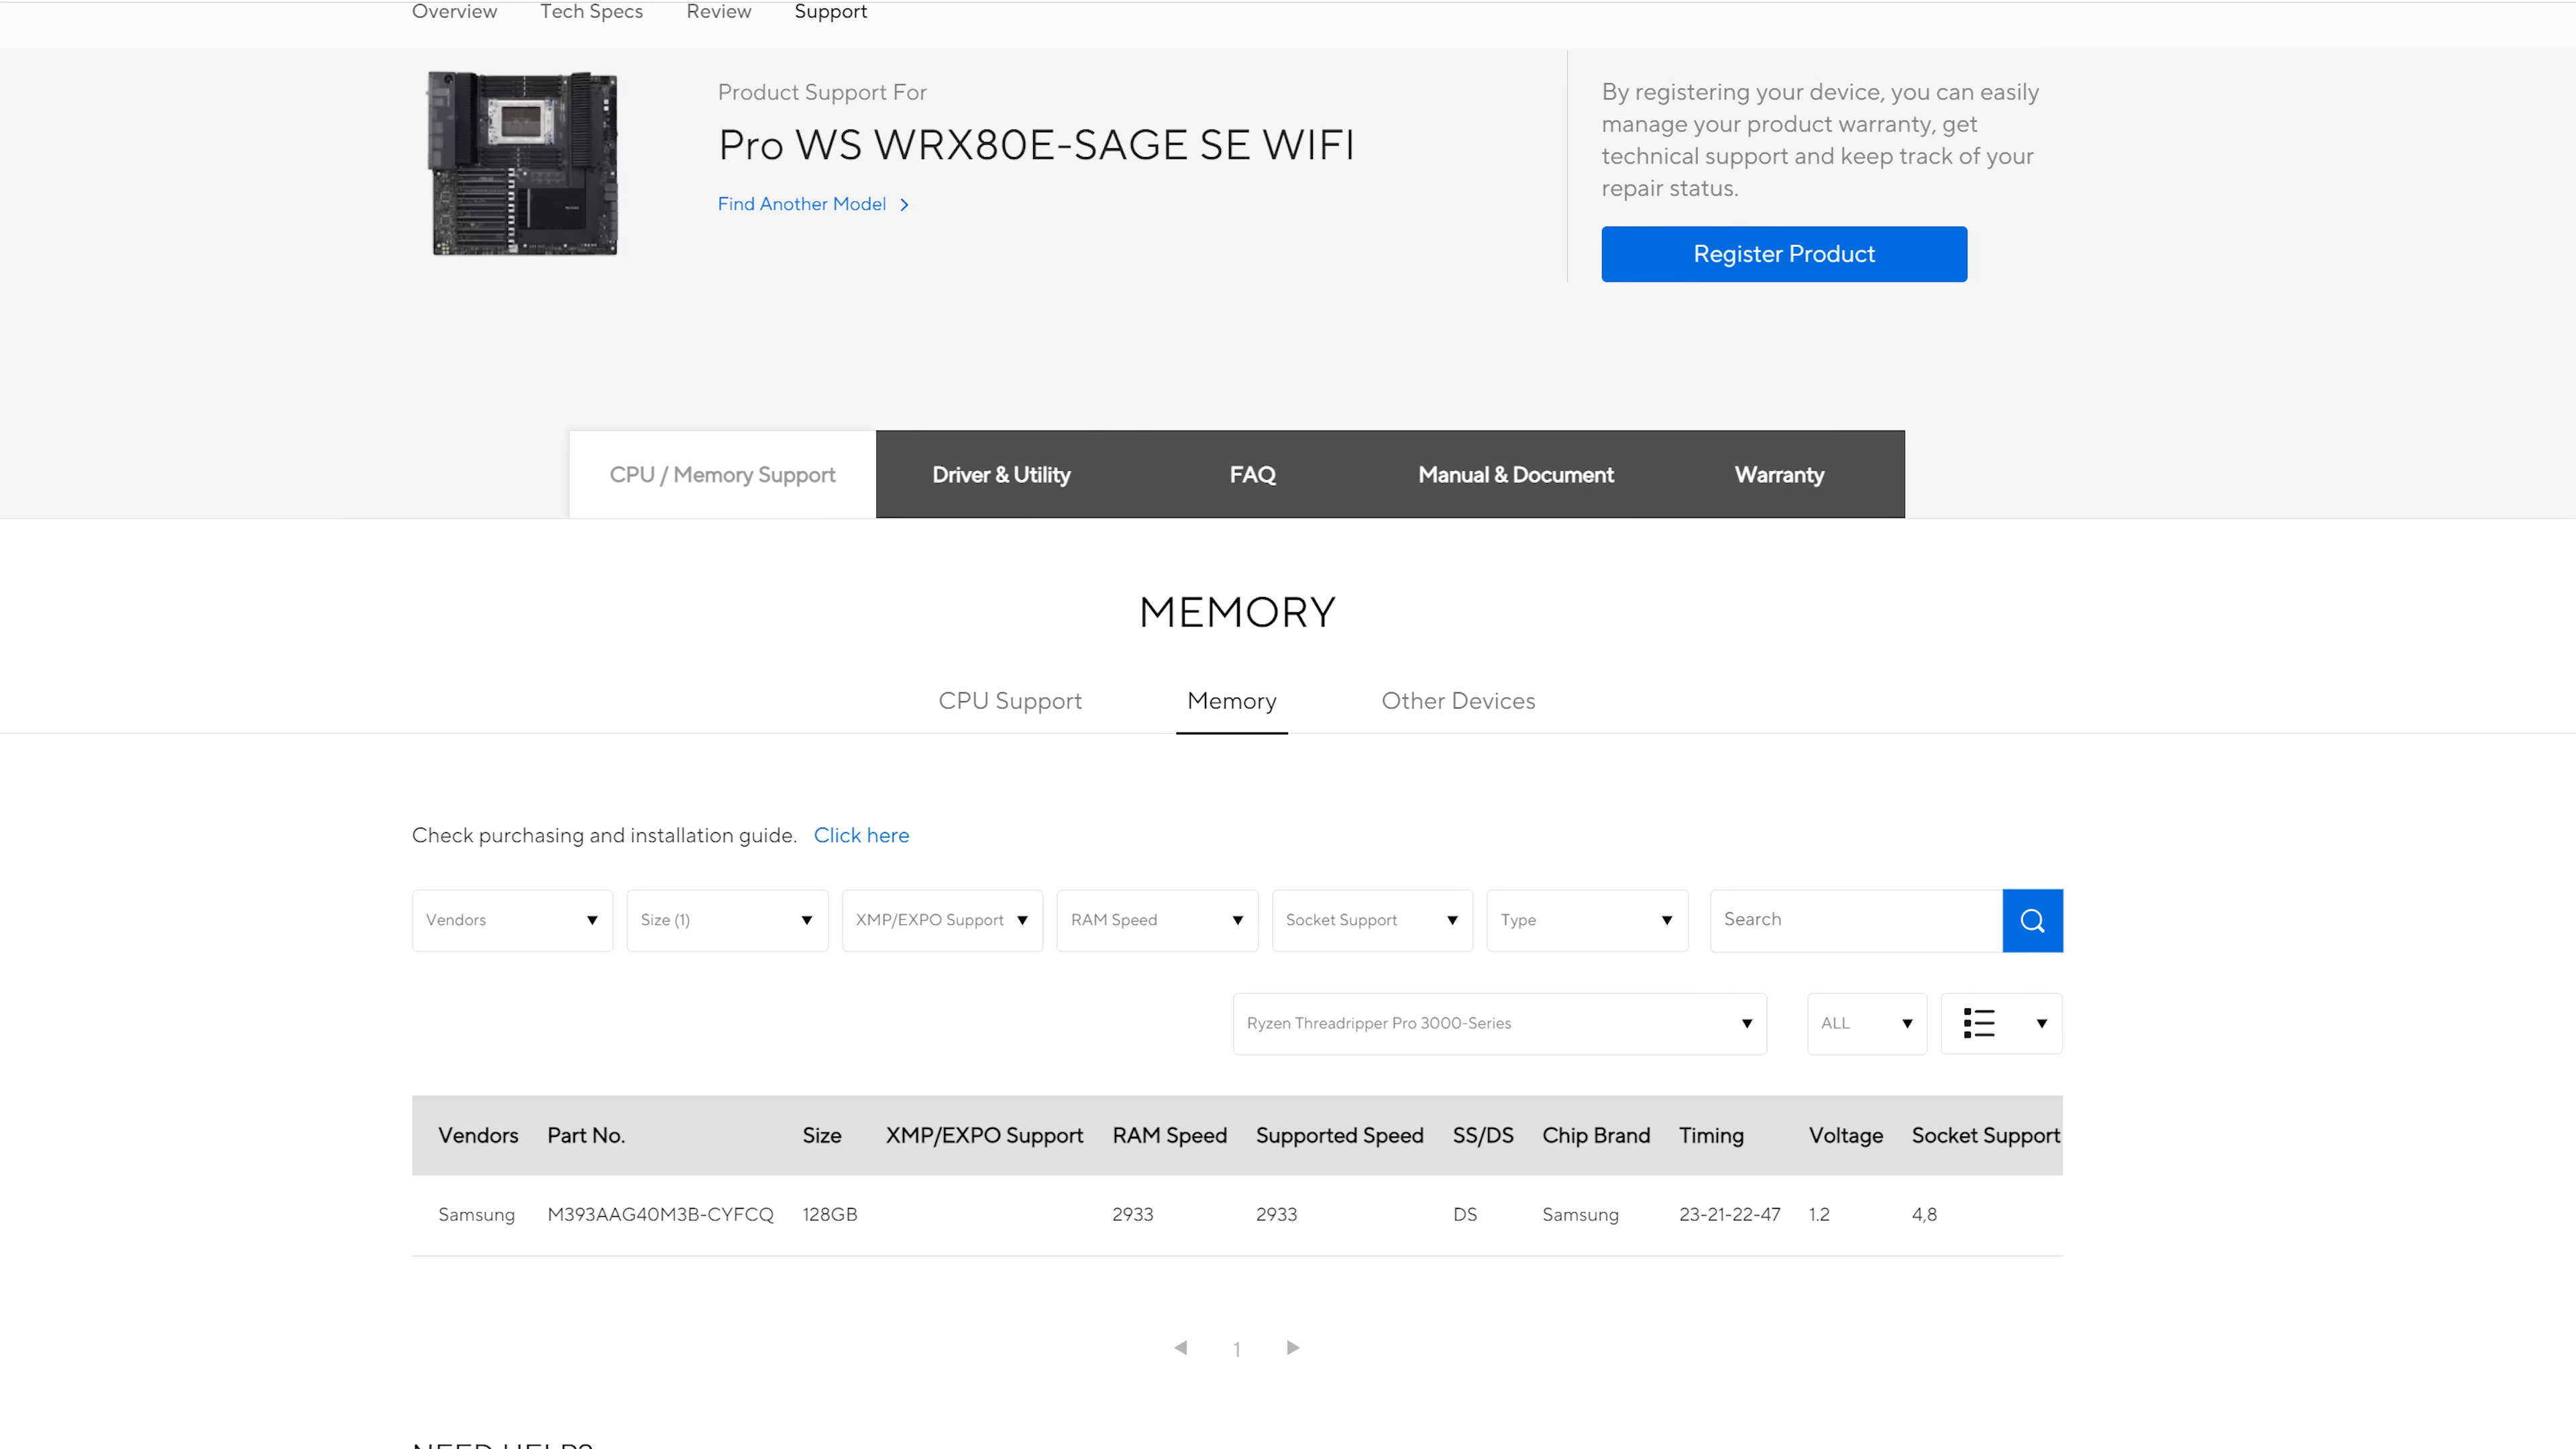 Overview Tech Specs Review Support
Product Support For
Pro WS WRX80E-SAGE SE WIFI
Find Another Model
By registering your device, you can easily
manage your product warranty, get
technical support and keep track of your
repair status.
Register Product
CPU / Memory Support Driver & Utility FAQ Manual & Document Warranty
MEMORY
CPU Support Memory Other Devices
Check purchasing and installation guide. Click here
Vendors Size (1) XMP/EXPO Support RAM Speed Socket Support Type Search
Ryzen Threadripper Pro 3000-Series ALL
Vendors Part No. Size XMP/EXPO Support RAM Speed Supported Speed SS/DS Chip Brand Timing Voltage Socket Support
Samsung M393AAG40M3B-CYFCQ 128GB 2933 2933 DS Samsung 23-21-22-47 1.2 4,8
1
NEED HELP?